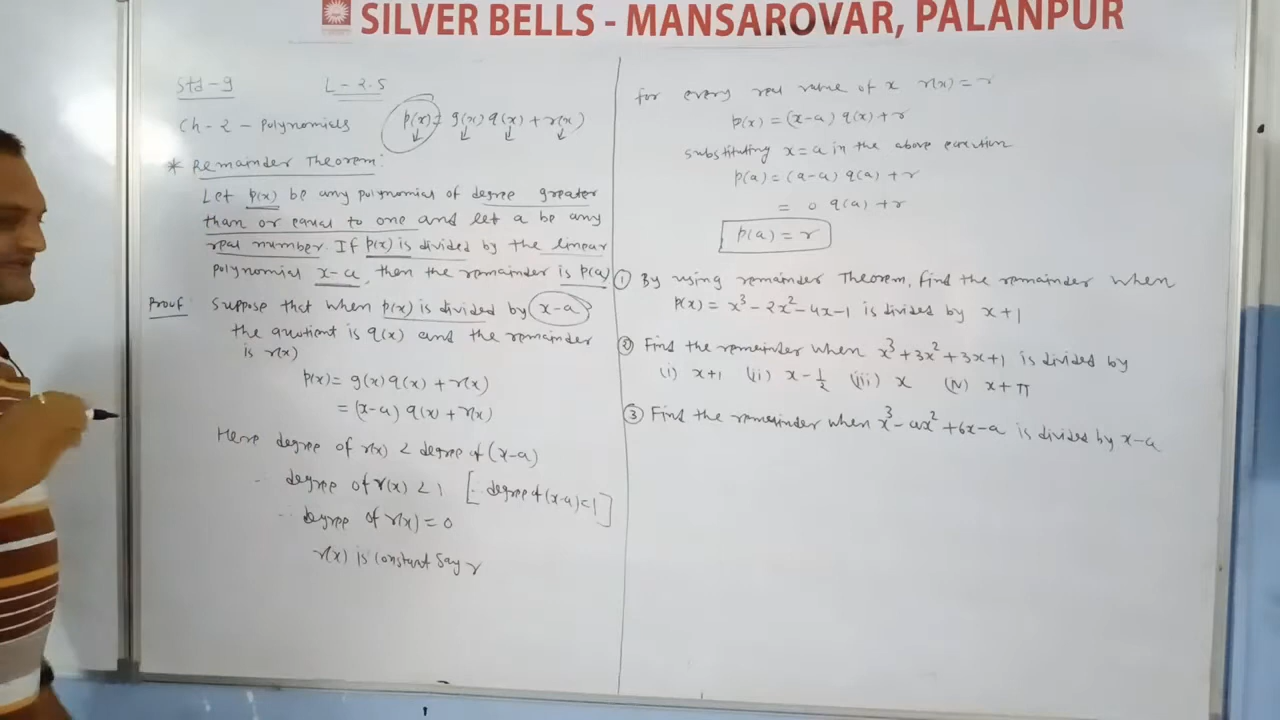 SILVER BELLS - MANSAROVAR, PALANPUR
Std-9 L-2.5
Ch-2 - Polynomials p(x) = g(x) q(x) + r(x)
* Remainder Theorem:
Let p(x) be any polynomial of degree greater
than or equal to one and let a be any
real number. If p(x) is divided by the linear
polynomial x-a, then the remainder is p(a)
Proof Suppose that when p(x) is divided by x-a
the quotient is q(x) and the remainder
is r(x)
p(x) = g(x) q(x) + r(x)
= (x-a) q(x) + r(x)
Here degree of r(x) < degree of (x-a)
degree of r(x) < 1 [∵ degree of (x-a) = 1]
∴ degree of r(x) = 0
r(x) is constant say r
for every real value of x r(x) = r
p(x) = (x-a) q(x) + r
substituting x = a in the above
p(a) = (a-a) q(a) + r
= 0 q(a) + r
p(a) = r
① By using remainder Theorem, find the remainder when
p(x) = x³ - 2x² - 4x - 1 is divided by x+1
② Find the remainder when x³ + 3x² + 3x + 1 is divided by
(i) x+1 (ii) x - 1/2 (iii) x (iv) x + π
③ Find the remainder when x³ - ax² + 6x - a is divided by x-a